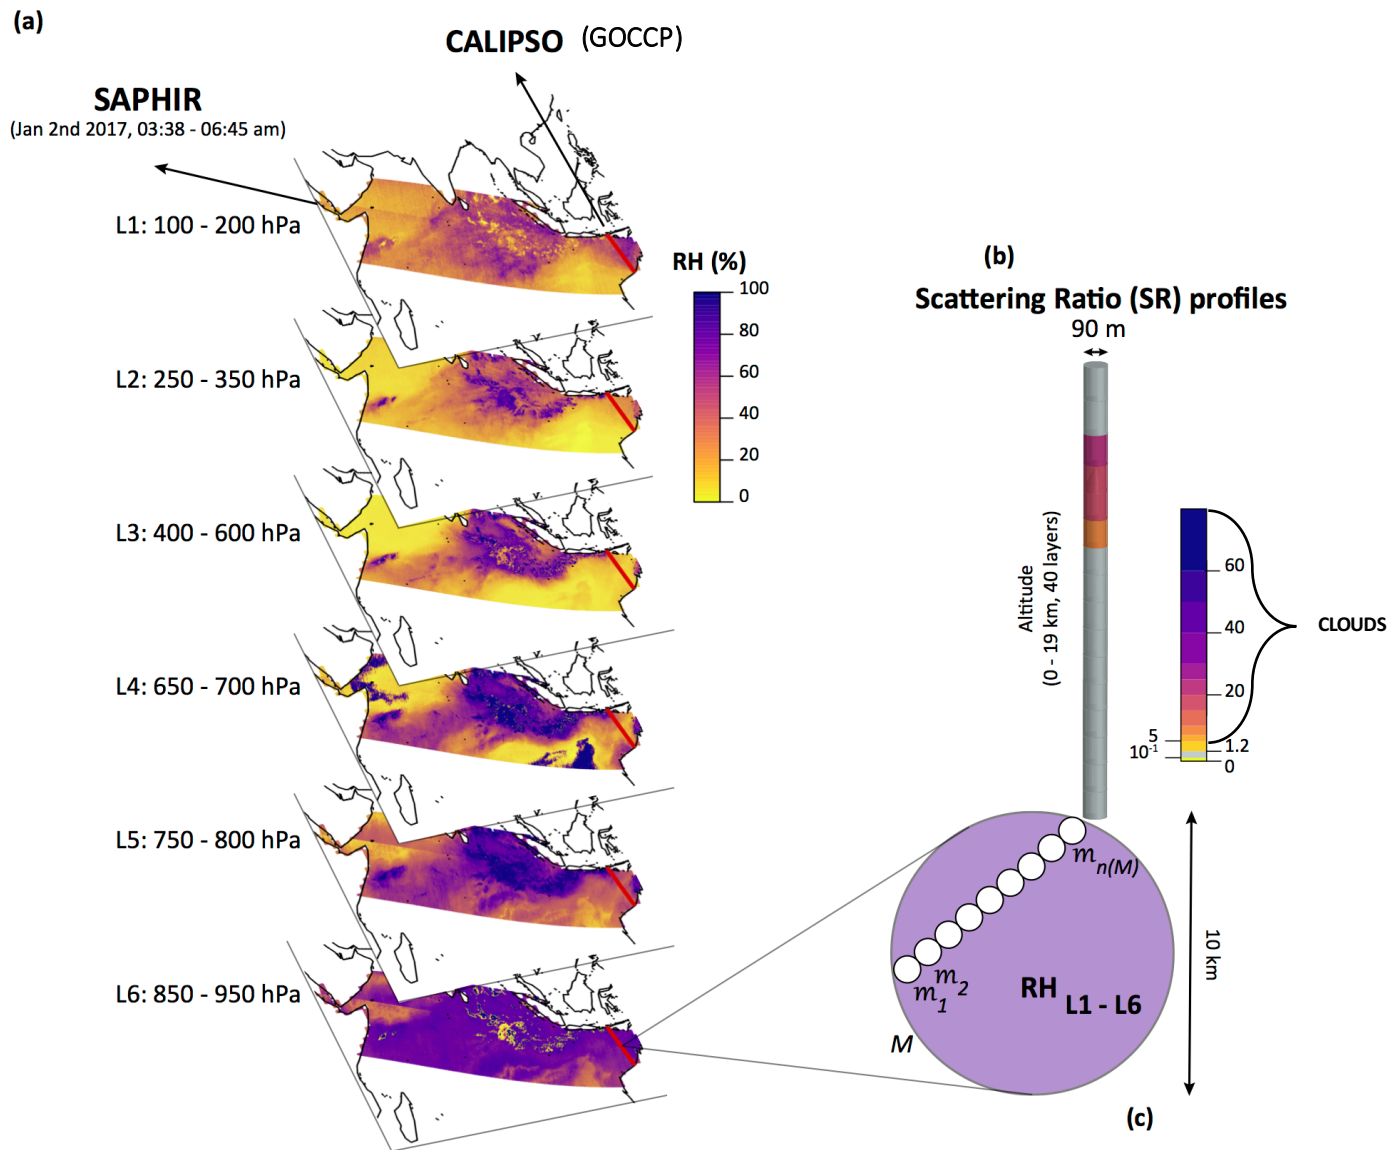 (a)
CALIPSO (GOCCP)
SAPHIR
(Jan 2nd 2017, 03:38 - 06:45 am)
L1: 100 - 200 hPa
L2: 250 - 350 hPa
L3: 400 - 600 hPa
L4: 650 - 700 hPa
L5: 750 - 800 hPa
L6: 850 - 950 hPa
RH (%)
100
80
60
40
20
0
(b)
Scattering Ratio (SR) profiles
90 m
Altitude
(0 - 19 km, 40 layers)
60
40
20
5
1.2
10-1
0
CLOUDS
mn(M)
m2
m1
RH L1 - L6
M
10 km
(c)